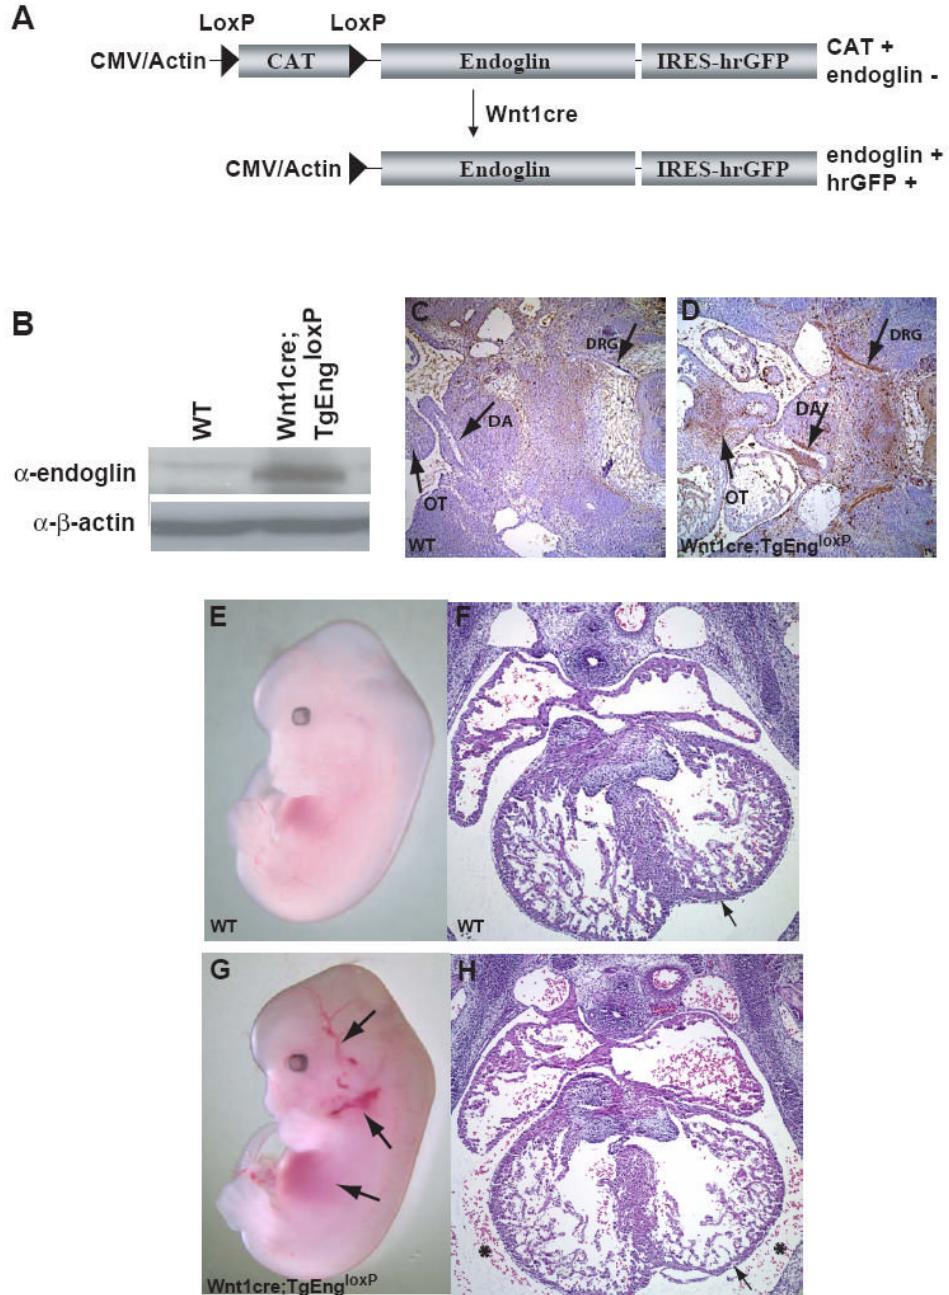 A
LoxP LoxP
CMV/Actin CAT Endoglin IRES-hrGFP CAT +
endoglin -
Wnt1cre
CMV/Actin Endoglin IRES-hrGFP endoglin +
hrGFP +
B
WT
Wnt1cre;
TgEng loxP
α-endoglin
α-β-actin
C
DRG
DA
OT
WT
D
DRG
DA
OT
Wnt1cre;TgEng loxP
E
WT
F
WT
G
Wnt1cre;TgEng loxP
H
*
*